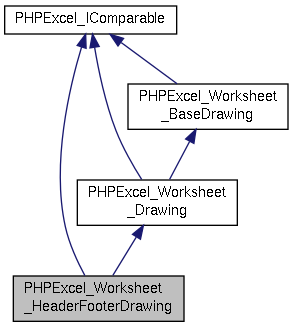 PHPExcel_IComparable
PHPExcel_Worksheet
_BaseDrawing
PHPExcel_Worksheet
_Drawing
PHPExcel_Worksheet
_HeaderFooterDrawing